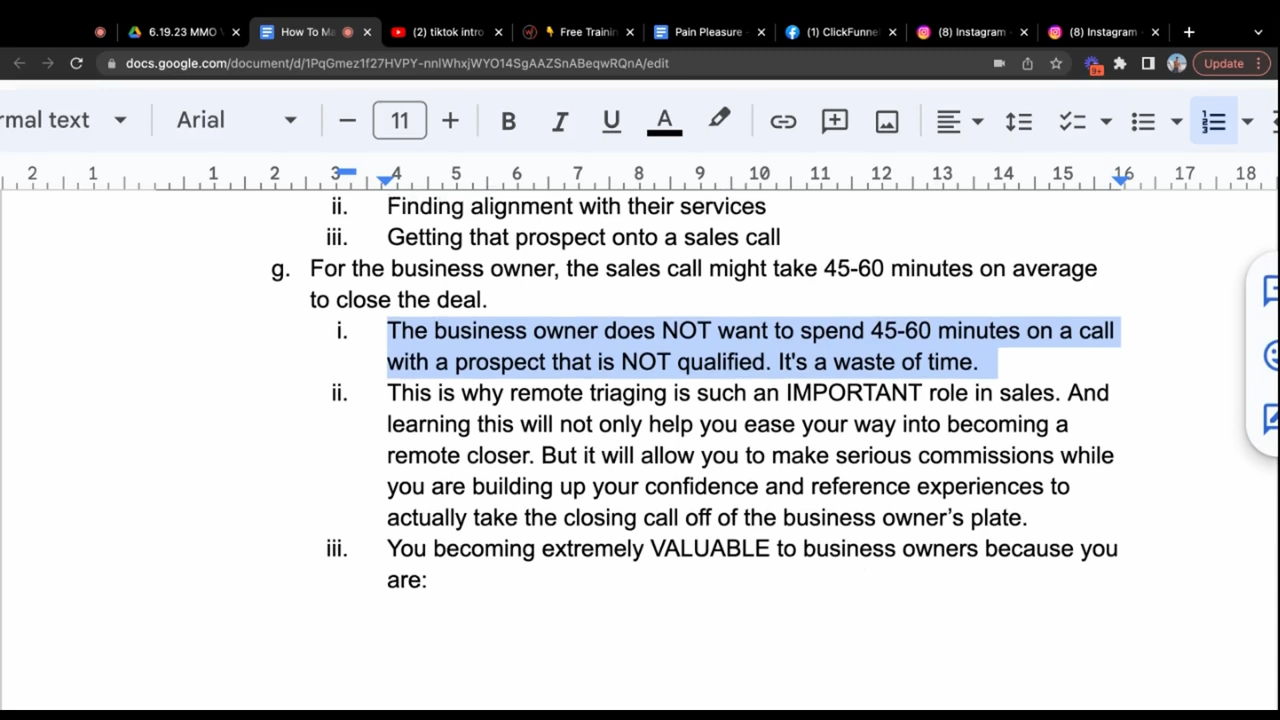 6.19.23 MMO
How To Ma
(2) tiktok intro
Free Trainin
Pain Pleasure
(1) ClickFunnel
(8) Instagram
(8) Instagram
docs.google.com/document/d/1PqGmez1f27HVPY-nnlWhxjWYO14SgAAZSnABeqwRQnA/edit
9+
Update
rmal text
Arial
11
B I U A
2 1 1 2 3 4 5 6 7 8 9 10 11 12 13 14 15 16 17 18
ii. Finding alignment with their services
iii. Getting that prospect onto a sales call
g. For the business owner, the sales call might take 45-60 minutes on average
to close the deal.
i. The business owner does NOT want to spend 45-60 minutes on a call
with a prospect that is NOT qualified. It's a waste of time.
ii. This is why remote triaging is such an IMPORTANT role in sales. And
learning this will not only help you ease your way into becoming a
remote closer. But it will allow you to make serious commissions while
you are building up your confidence and reference experiences to
actually take the closing call off of the business owner’s plate.
iii. You becoming extremely VALUABLE to business owners because you
are: